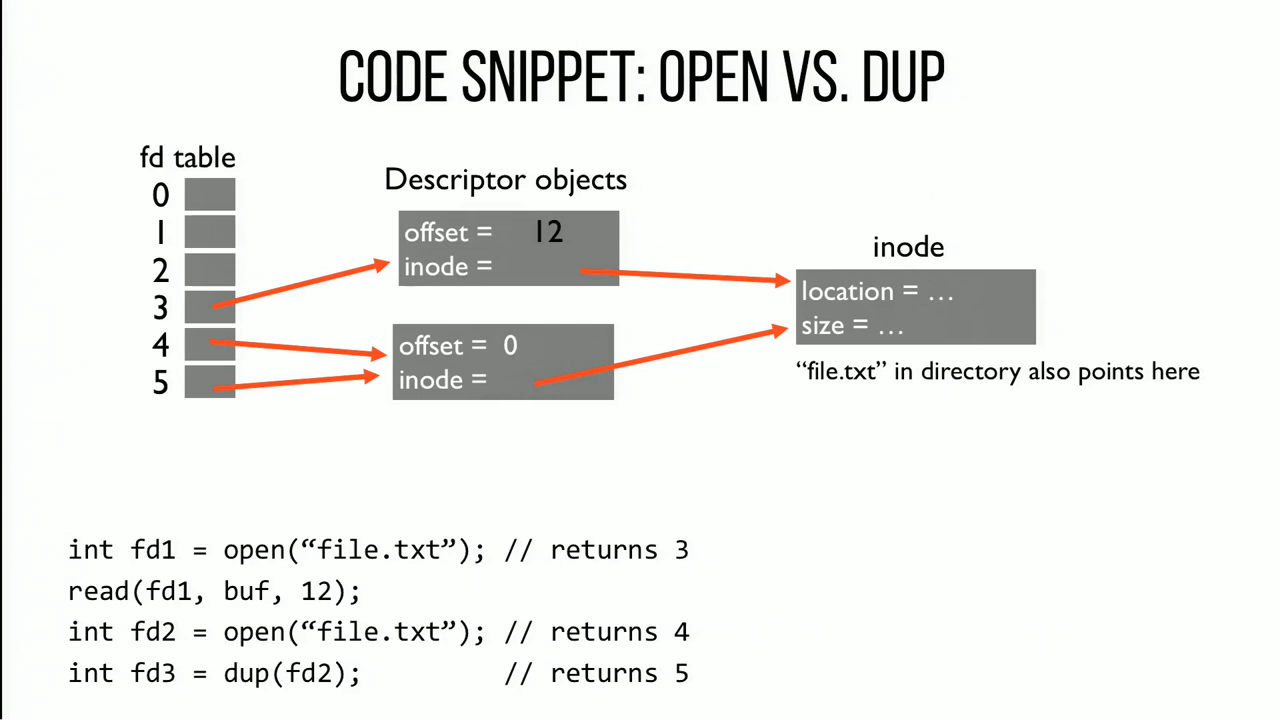 CODE SNIPPET: OPEN VS. DUP
fd table
0
1
2
3
4
5
Descriptor objects
offset = 12
inode =
offset = 0
inode =
inode
location = …
size = …
“file.txt” in directory also points here
int fd1 = open(“file.txt”); // returns 3
read(fd1, buf, 12);
int fd2 = open(“file.txt”); // returns 4
int fd3 = dup(fd2); // returns 5